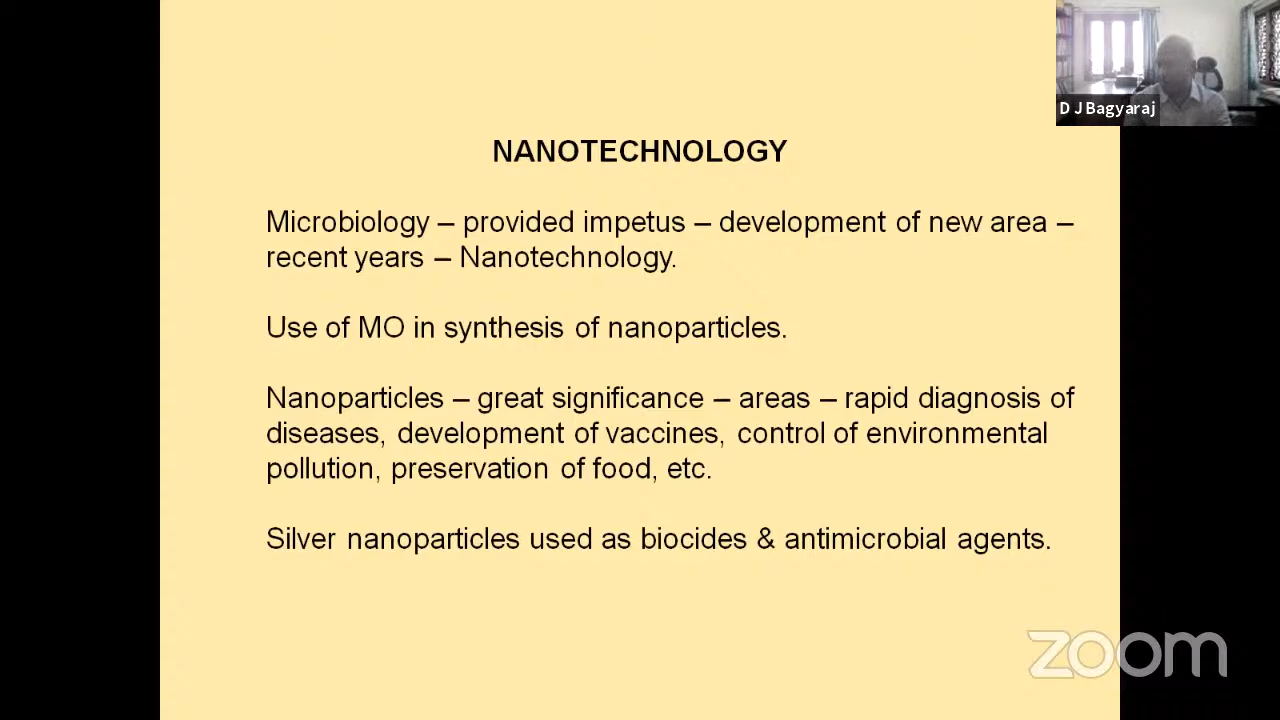 D J Bagyaraj
NANOTECHNOLOGY
Microbiology – provided impetus – development of new area –
recent years – Nanotechnology.
Use of MO in synthesis of nanoparticles.
Nanoparticles – great significance – areas – rapid diagnosis of
diseases, development of vaccines, control of environmental
pollution, preservation of food, etc.
Silver nanoparticles used as biocides & antimicrobial agents.
zoom